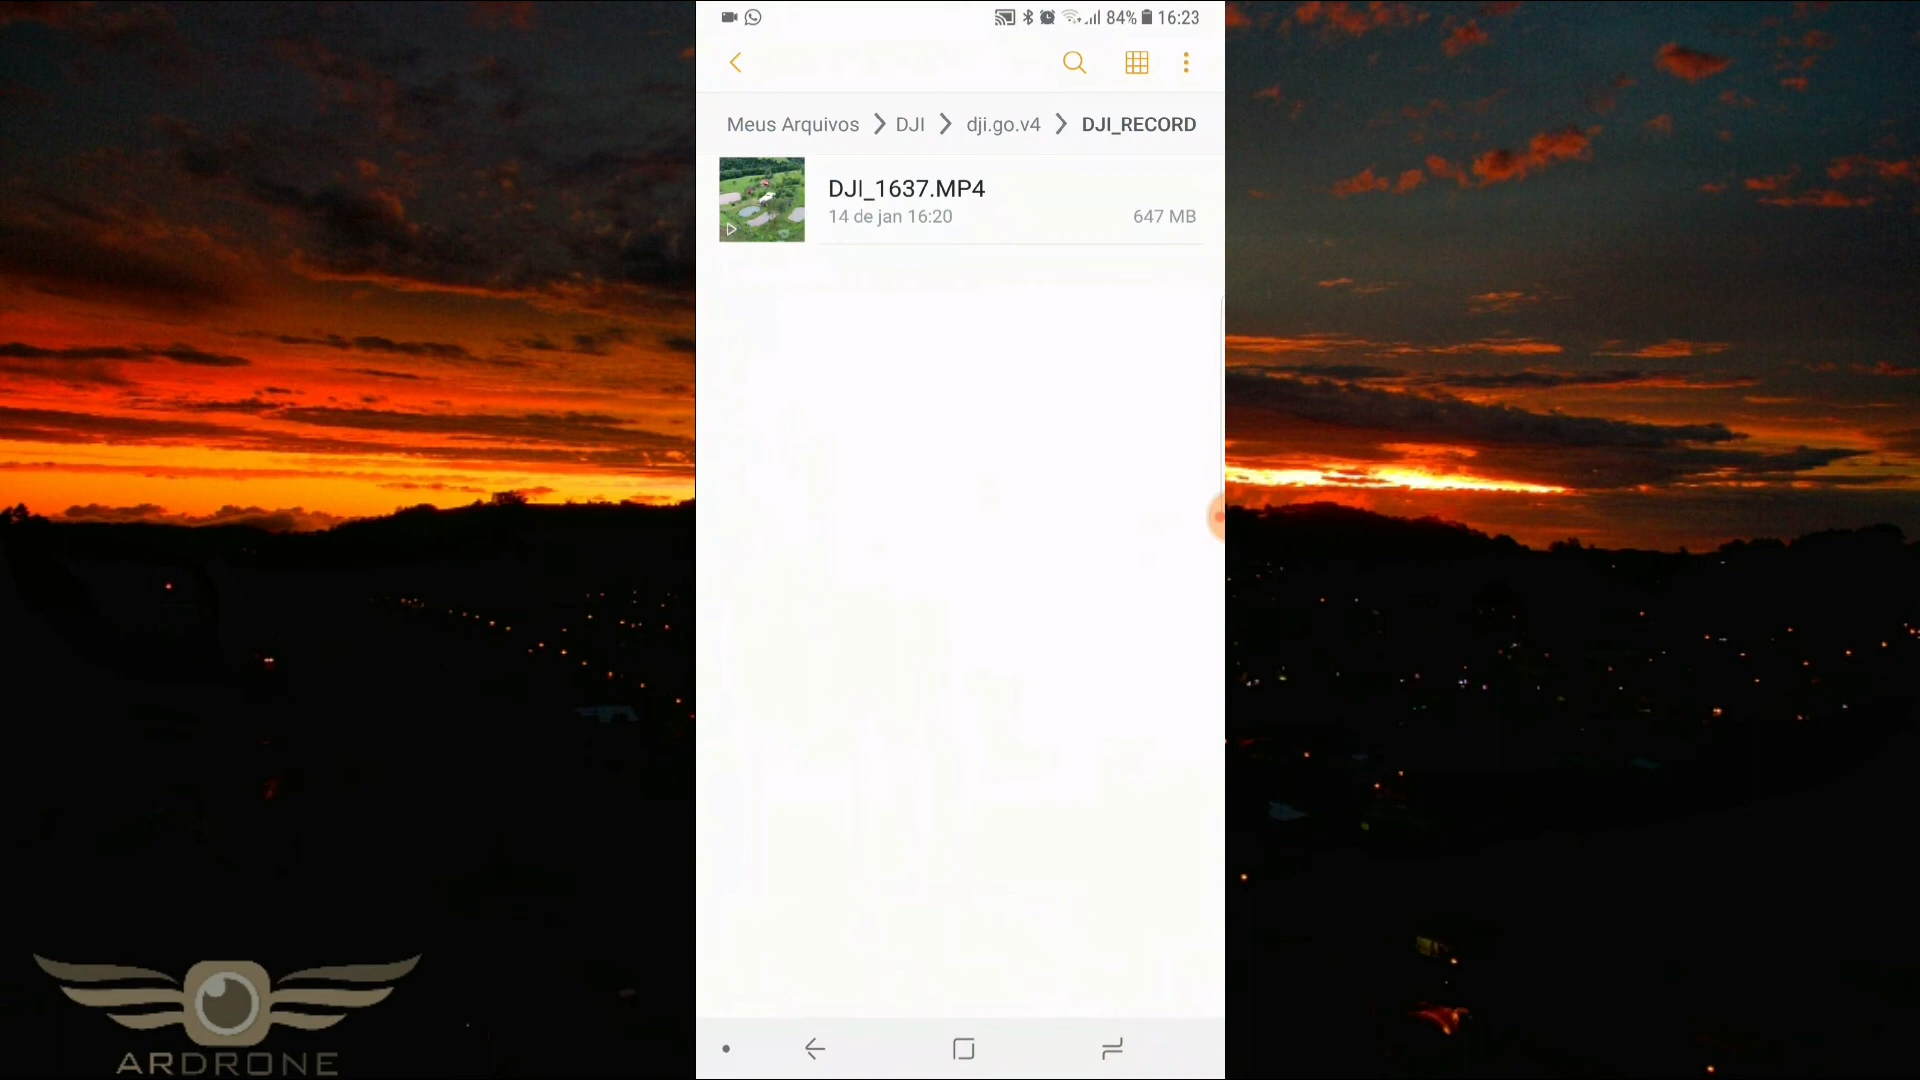 84% 16:23
Meus Arquivos > DJI > dji.go.v4 > DJI_RECORD
DJI_1637.MP4
14 de jan 16:20 647 MB
ARDRONE